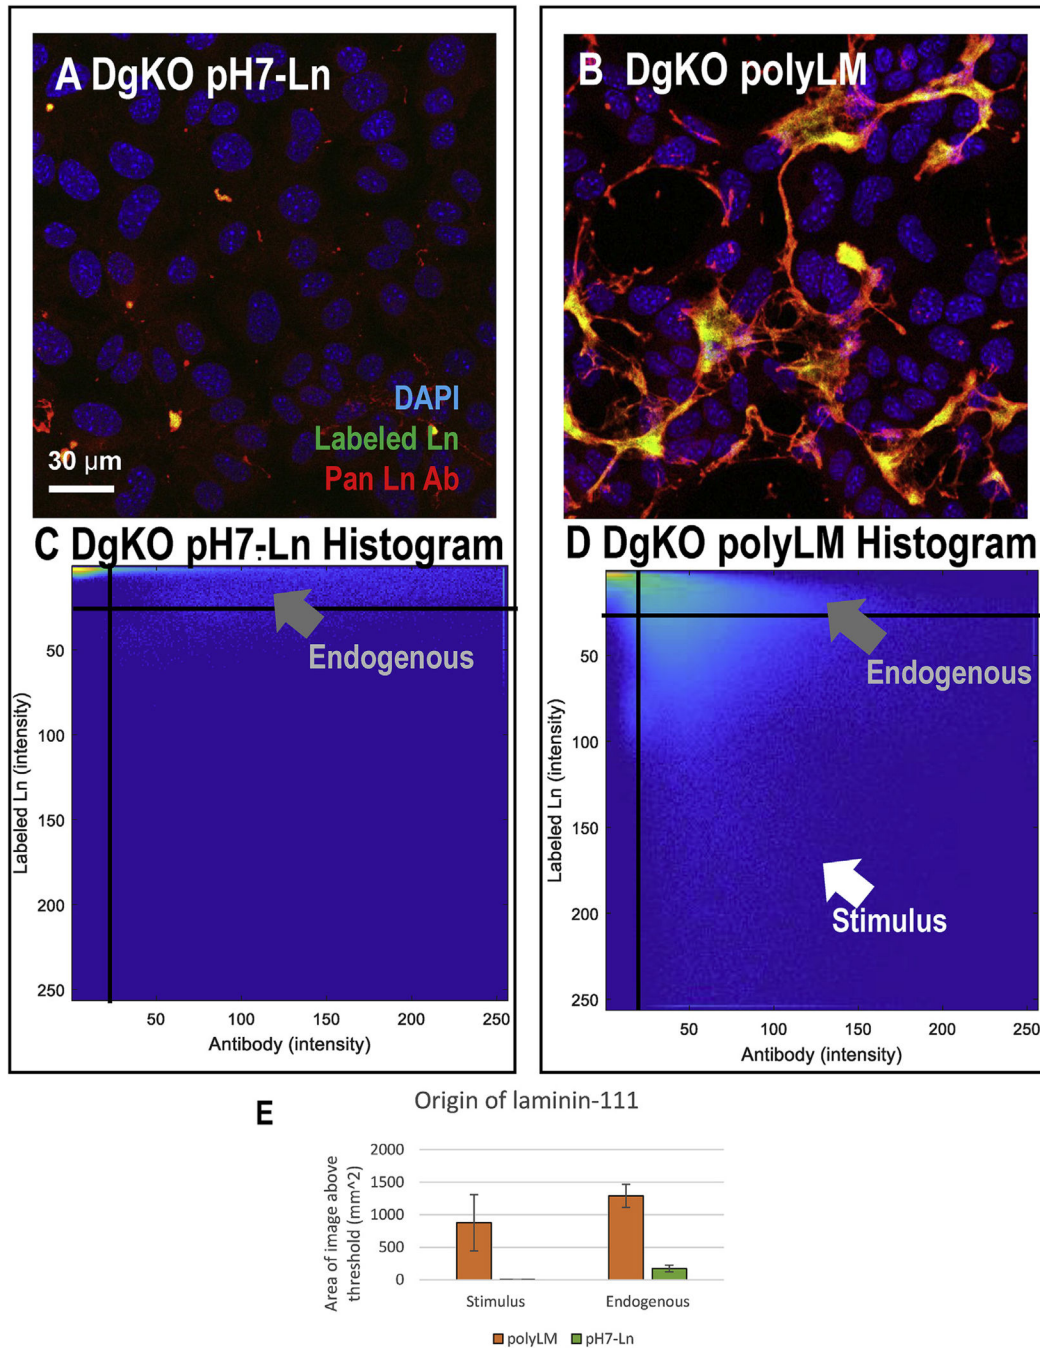 A DgKO pH7-Ln
DAPI
Labeled Ln
Pan Ln Ab
30 µm
B DgKO polyLM
C DgKO pH7-Ln Histogram
Endogenous
Labeled Ln (intensity)
50
100
150
200
250
50
100
150
200
250
Antibody (intensity)
D DgKO polyLM Histogram
Endogenous
Stimulus
Labeled Ln (intensity)
50
100
150
200
250
50
100
150
200
250
Antibody (intensity)
E
Origin of laminin-111
Area of image above
threshold (mm^2)
2000
1500
1000
500
0
Stimulus
Endogenous
polyLM
pH7-Ln